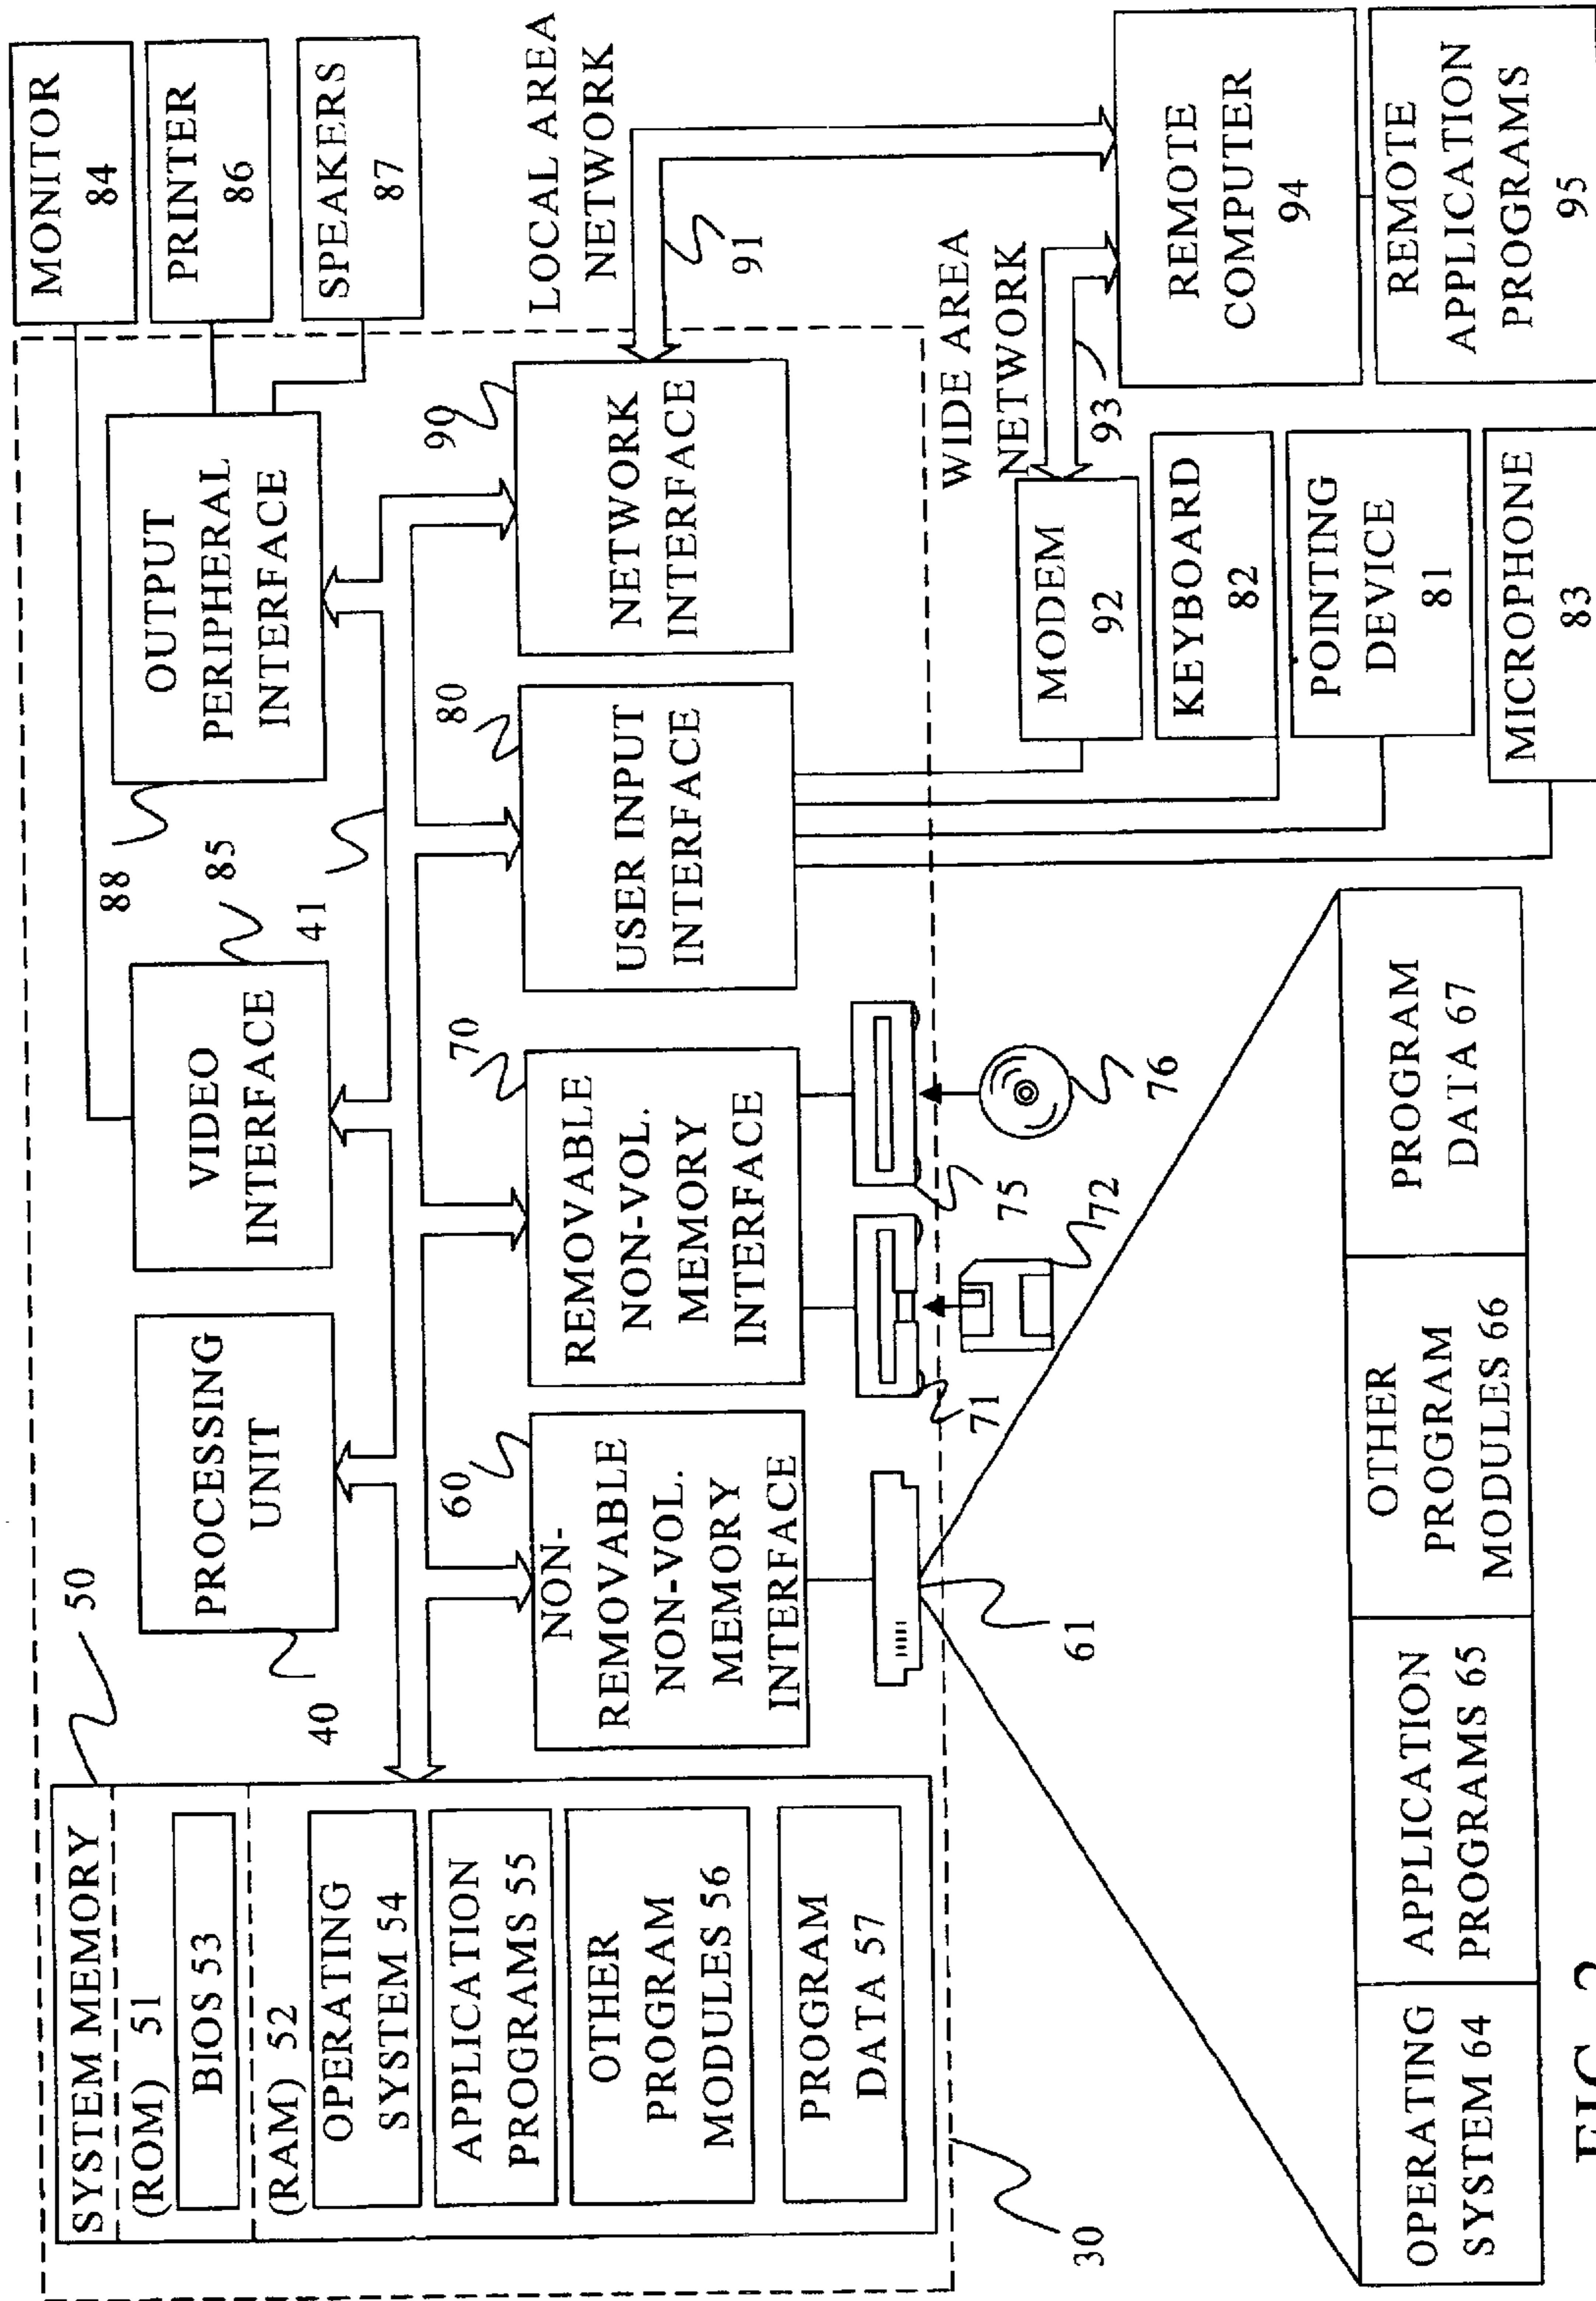 SYSTEM MEMORY
(ROM) 51
BIOS 53
(RAM) 52
OPERATING
SYSTEM 54
APPLICATION
PROGRAMS 55
OTHER
PROGRAM
MODULES 56
PROGRAM
DATA 57
50
40
PROCESSING
UNIT
VIDEO
INTERFACE
85
41
88
OUTPUT
PERIPHERAL
INTERFACE
MONITOR
84
PRINTER
86
SPEAKERS
87
60
NON-
REMOVABLE
NON-VOL.
MEMORY
INTERFACE
70
REMOVABLE
NON-VOL.
MEMORY
INTERFACE
80
USER INPUT
INTERFACE
90
NETWORK
INTERFACE
LOCAL AREA
NETWORK
91
30
61
71
72
75
76
WIDE AREA
NETWORK
93
MODEM
92
KEYBOARD
82
POINTING
DEVICE
81
MICROPHONE
83
REMOTE
COMPUTER
94
REMOTE
APPLICATION
PROGRAMS
95
OPERATING
SYSTEM 64
APPLICATION
PROGRAMS 65
OTHER
PROGRAM
MODULES 66
PROGRAM
DATA 67